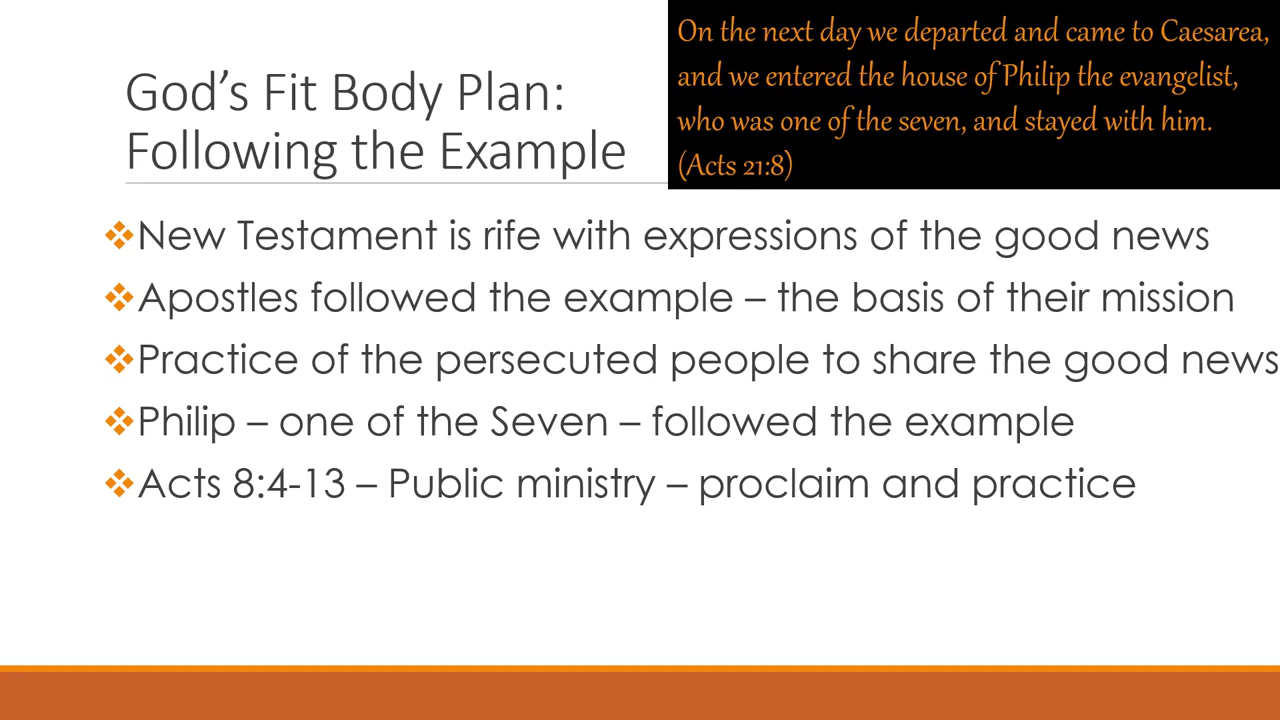 God's Fit Body Plan:
Following the Example
On the next day we departed and came to Caesarea,
and we entered the house of Philip the evangelist,
who was one of the seven, and stayed with him.
(Acts 21:8)
❖New Testament is rife with expressions of the good news
❖Apostles followed the example – the basis of their mission
❖Practice of the persecuted people to share the good news
❖Philip – one of the Seven – followed the example
❖Acts 8:4-13 – Public ministry – proclaim and practice